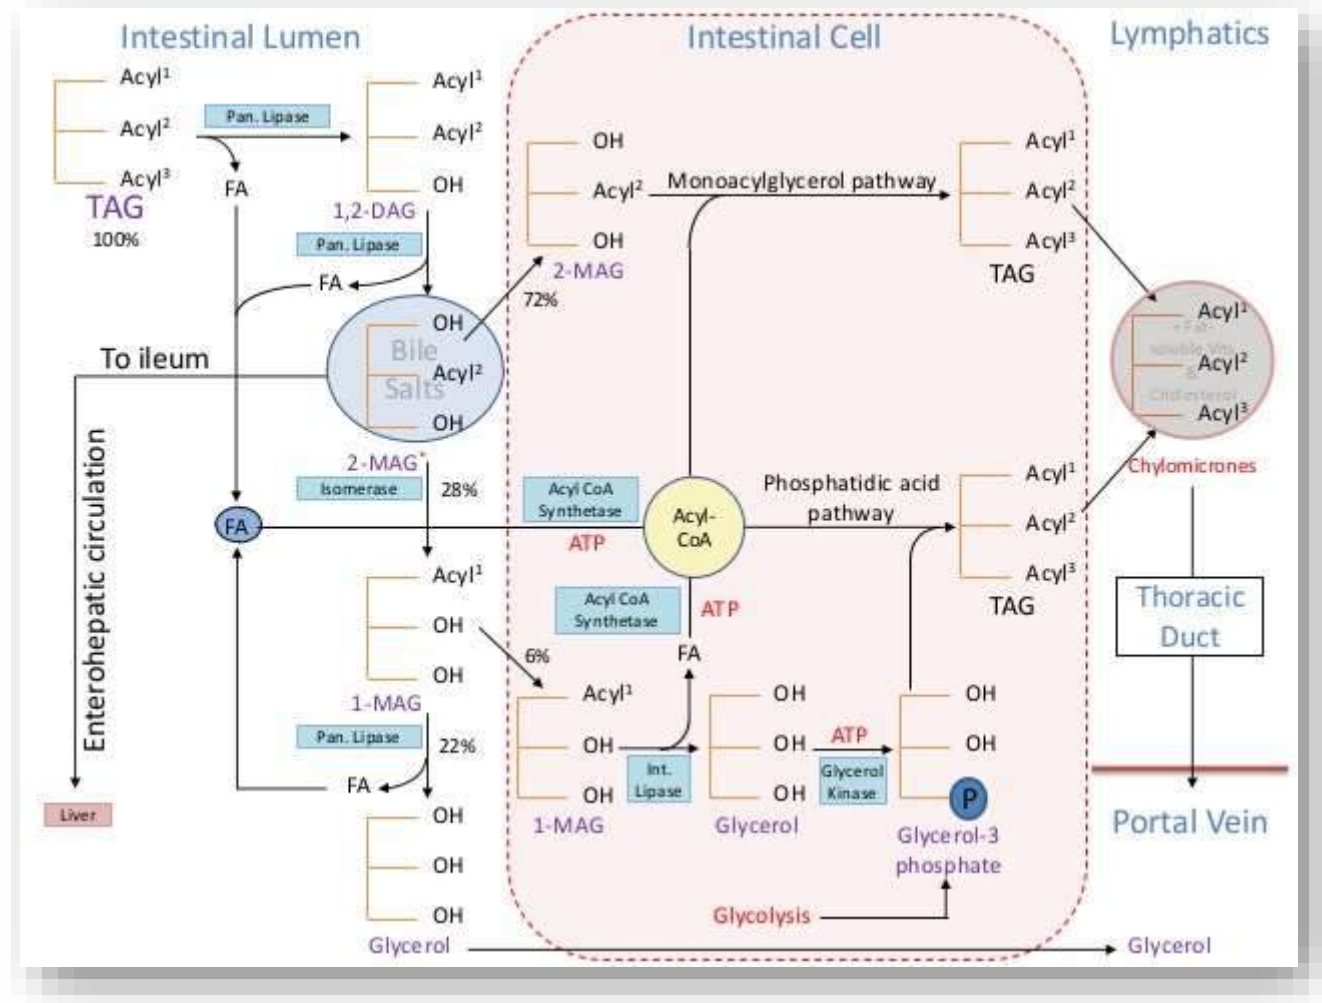 Intestinal Lumen
Intestinal Cell
Lymphatics
Acyl¹
Acyl²
Acyl³
TAG
100%
Pan. Lipase
FA
Acyl¹
Acyl²
OH
1,2-DAG
Pan. Lipase
FA
OH
Bile
Acyl²
Salts
OH
2-MAG*
To ileum
Enterohepatic circulation
Liver
Isomerase
28%
FA
Acyl¹
OH
OH
1-MAG
Pan. Lipase
22%
FA
OH
OH
OH
Glycerol
72%
OH
Acyl²
OH
2-MAG
Monoacylglycerol pathway
Acyl¹
Acyl²
Acyl³
TAG
Acyl CoA
Synthetase
ATP
Acyl-
CoA
Phosphatidic acid
pathway
Acyl¹
Acyl²
Acyl³
TAG
Acyl CoA
Synthetase
ATP
FA
6%
Acyl¹
OH
OH
1-MAG
Int.
Lipase
OH
OH
OH
Glycerol
ATP
Glycerol
Kinase
OH
OH
P
Glycerol-3
phosphate
Glycolysis
Acyl¹
+ Fat-
soluble Vits
Acyl²
&
Cholesterol
Acyl³
Chylomicrones
Thoracic
Duct
Portal Vein
Glycerol